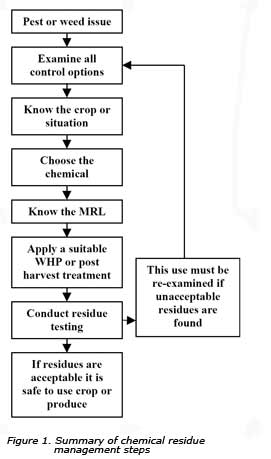 Pest or weed issue
Examine all
control options
Know the crop or
situation
Choose the
chemical
Know the MRL
Apply a suitable
WHP or post
harvest treatment
Conduct residue
testing
This use must be
re-examined if
unacceptable
residues are
found
If residues are
acceptable it is
safe to use crop or
produce
Figure 1. Summary of chemical residue
management steps